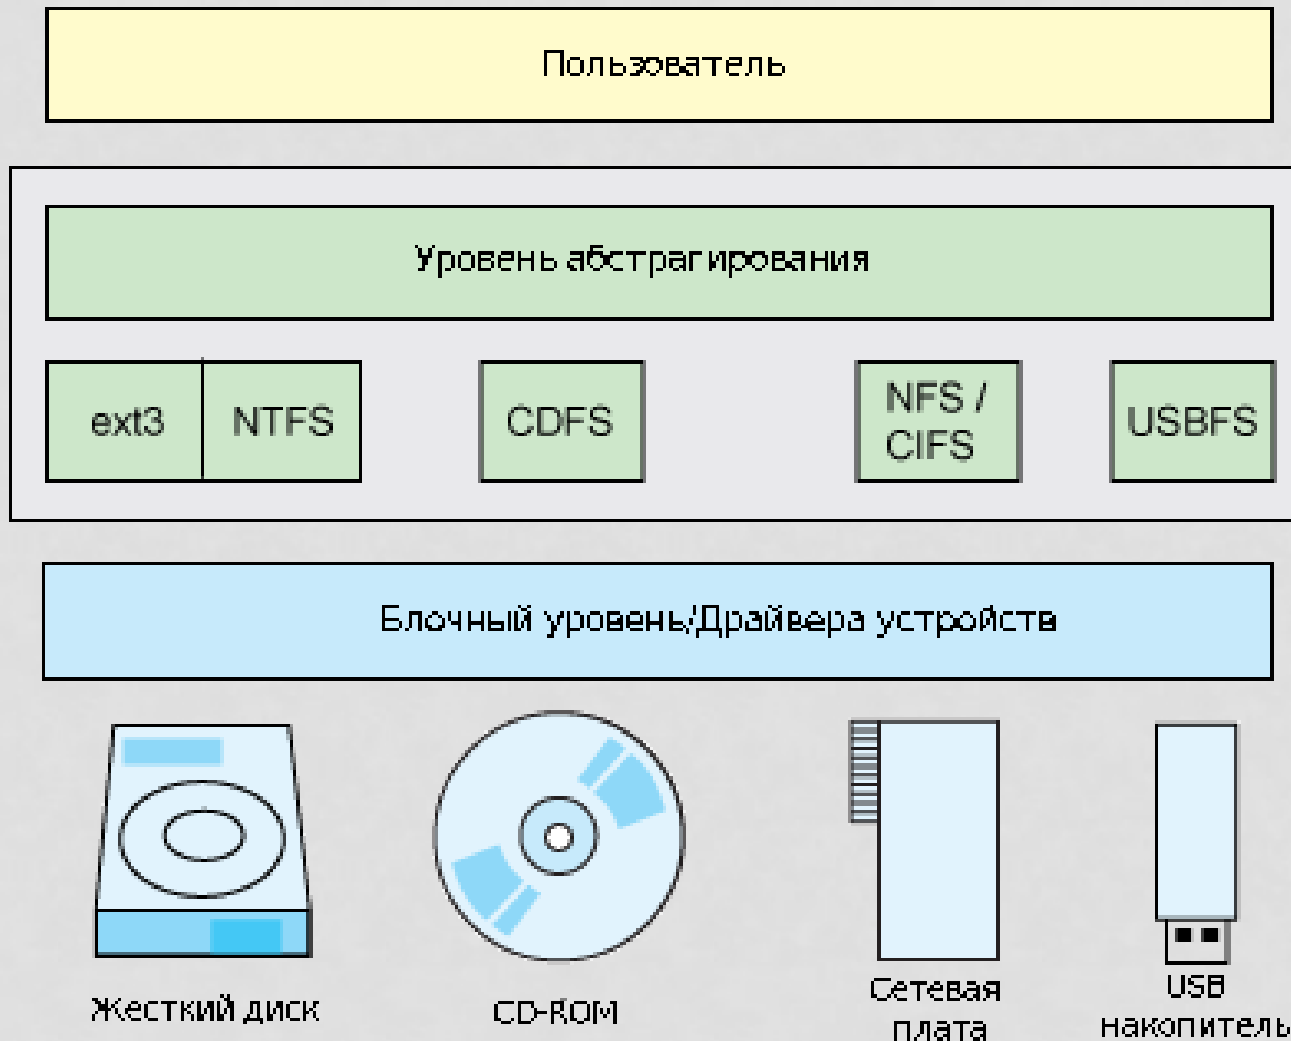 Пользователь
Уровень абстрагирования
ext3
NTFS
CDFS
NFS /
CIFS
USBFS
Блочный уровень/Драйвера устройств
Жесткий диск
CD-ROM
Сетевая
плата
USB
накопитель